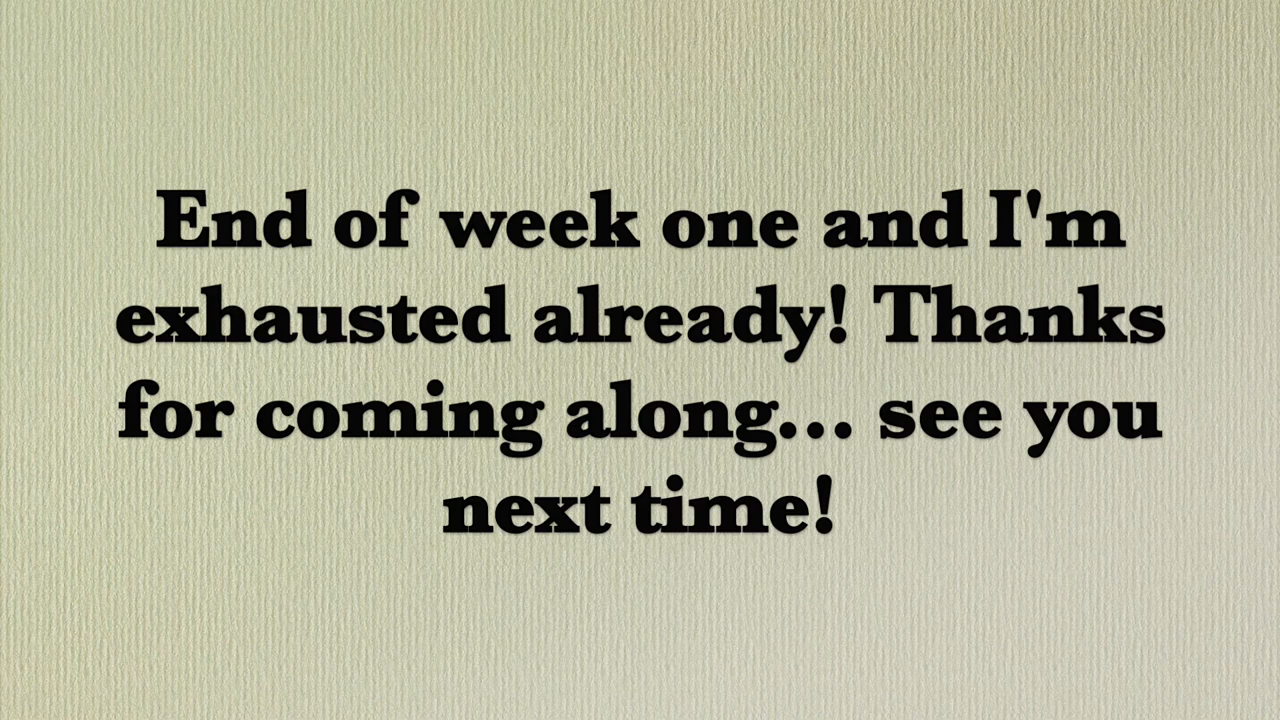 End of week one and I'm
exhausted already! Thanks
for coming along... see you
next time!